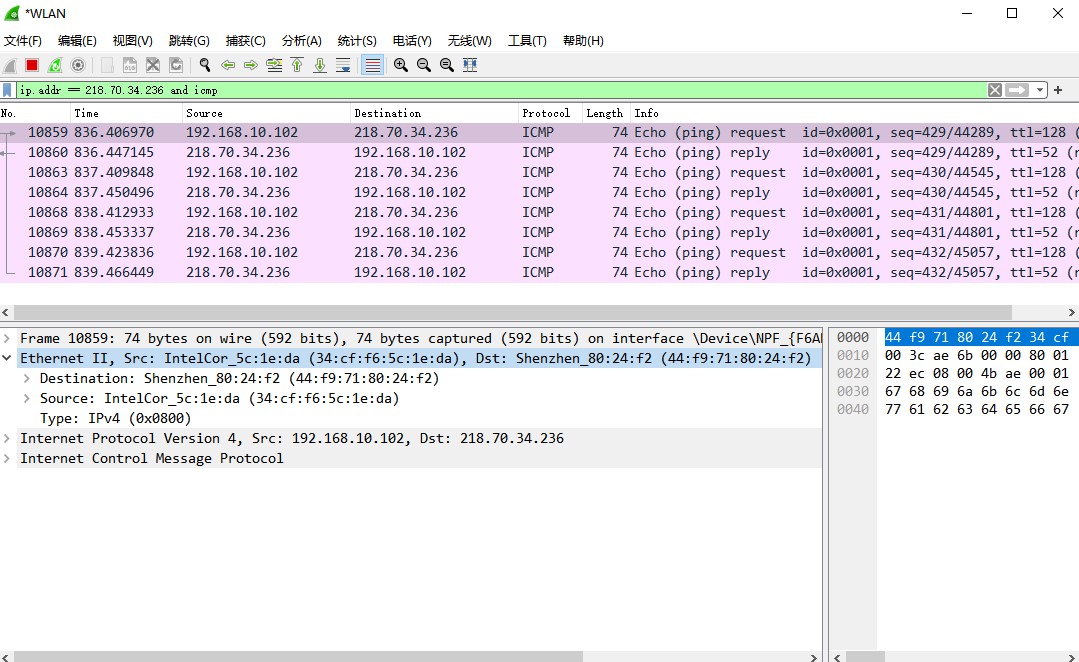 *WLAN
文件(F) 编辑(E) 视图(V) 跳转(G) 捕获(C) 分析(A) 统计(S) 电话(Y) 无线(W) 工具(T) 帮助(H)
ip.addr == 218.70.34.236 and icmp
No. Time Source Destination Protocol Length Info
10859 836.406970 192.168.10.102 218.70.34.236 ICMP 74 Echo (ping) request id=0x0001, seq=429/44289, ttl=128 (
10860 836.447145 218.70.34.236 192.168.10.102 ICMP 74 Echo (ping) reply id=0x0001, seq=429/44289, ttl=52 (r
10863 837.409848 192.168.10.102 218.70.34.236 ICMP 74 Echo (ping) request id=0x0001, seq=430/44545, ttl=128 (
10864 837.450496 218.70.34.236 192.168.10.102 ICMP 74 Echo (ping) reply id=0x0001, seq=430/44545, ttl=52 (r
10868 838.412933 192.168.10.102 218.70.34.236 ICMP 74 Echo (ping) request id=0x0001, seq=431/44801, ttl=128 (
10869 838.453337 218.70.34.236 192.168.10.102 ICMP 74 Echo (ping) reply id=0x0001, seq=431/44801, ttl=52 (r
10870 839.423836 192.168.10.102 218.70.34.236 ICMP 74 Echo (ping) request id=0x0001, seq=432/45057, ttl=128 (
10871 839.466449 218.70.34.236 192.168.10.102 ICMP 74 Echo (ping) reply id=0x0001, seq=432/45057, ttl=52 (r
Frame 10859: 74 bytes on wire (592 bits), 74 bytes captured (592 bits) on interface \Device\NPF_{F6A
Ethernet II, Src: IntelCor_5c:1e:da (34:cf:f6:5c:1e:da), Dst: Shenzhen_80:24:f2 (44:f9:71:80:24:f2)
Destination: Shenzhen_80:24:f2 (44:f9:71:80:24:f2)
Source: IntelCor_5c:1e:da (34:cf:f6:5c:1e:da)
Type: IPv4 (0x0800)
Internet Protocol Version 4, Src: 192.168.10.102, Dst: 218.70.34.236
Internet Control Message Protocol
0000 44 f9 71 80 24 f2 34 cf
0010 00 3c ae 6b 00 00 80 01
0020 22 ec 08 00 4b ae 00 01
0030 67 68 69 6a 6b 6c 6d 6e
0040 77 61 62 63 64 65 66 67